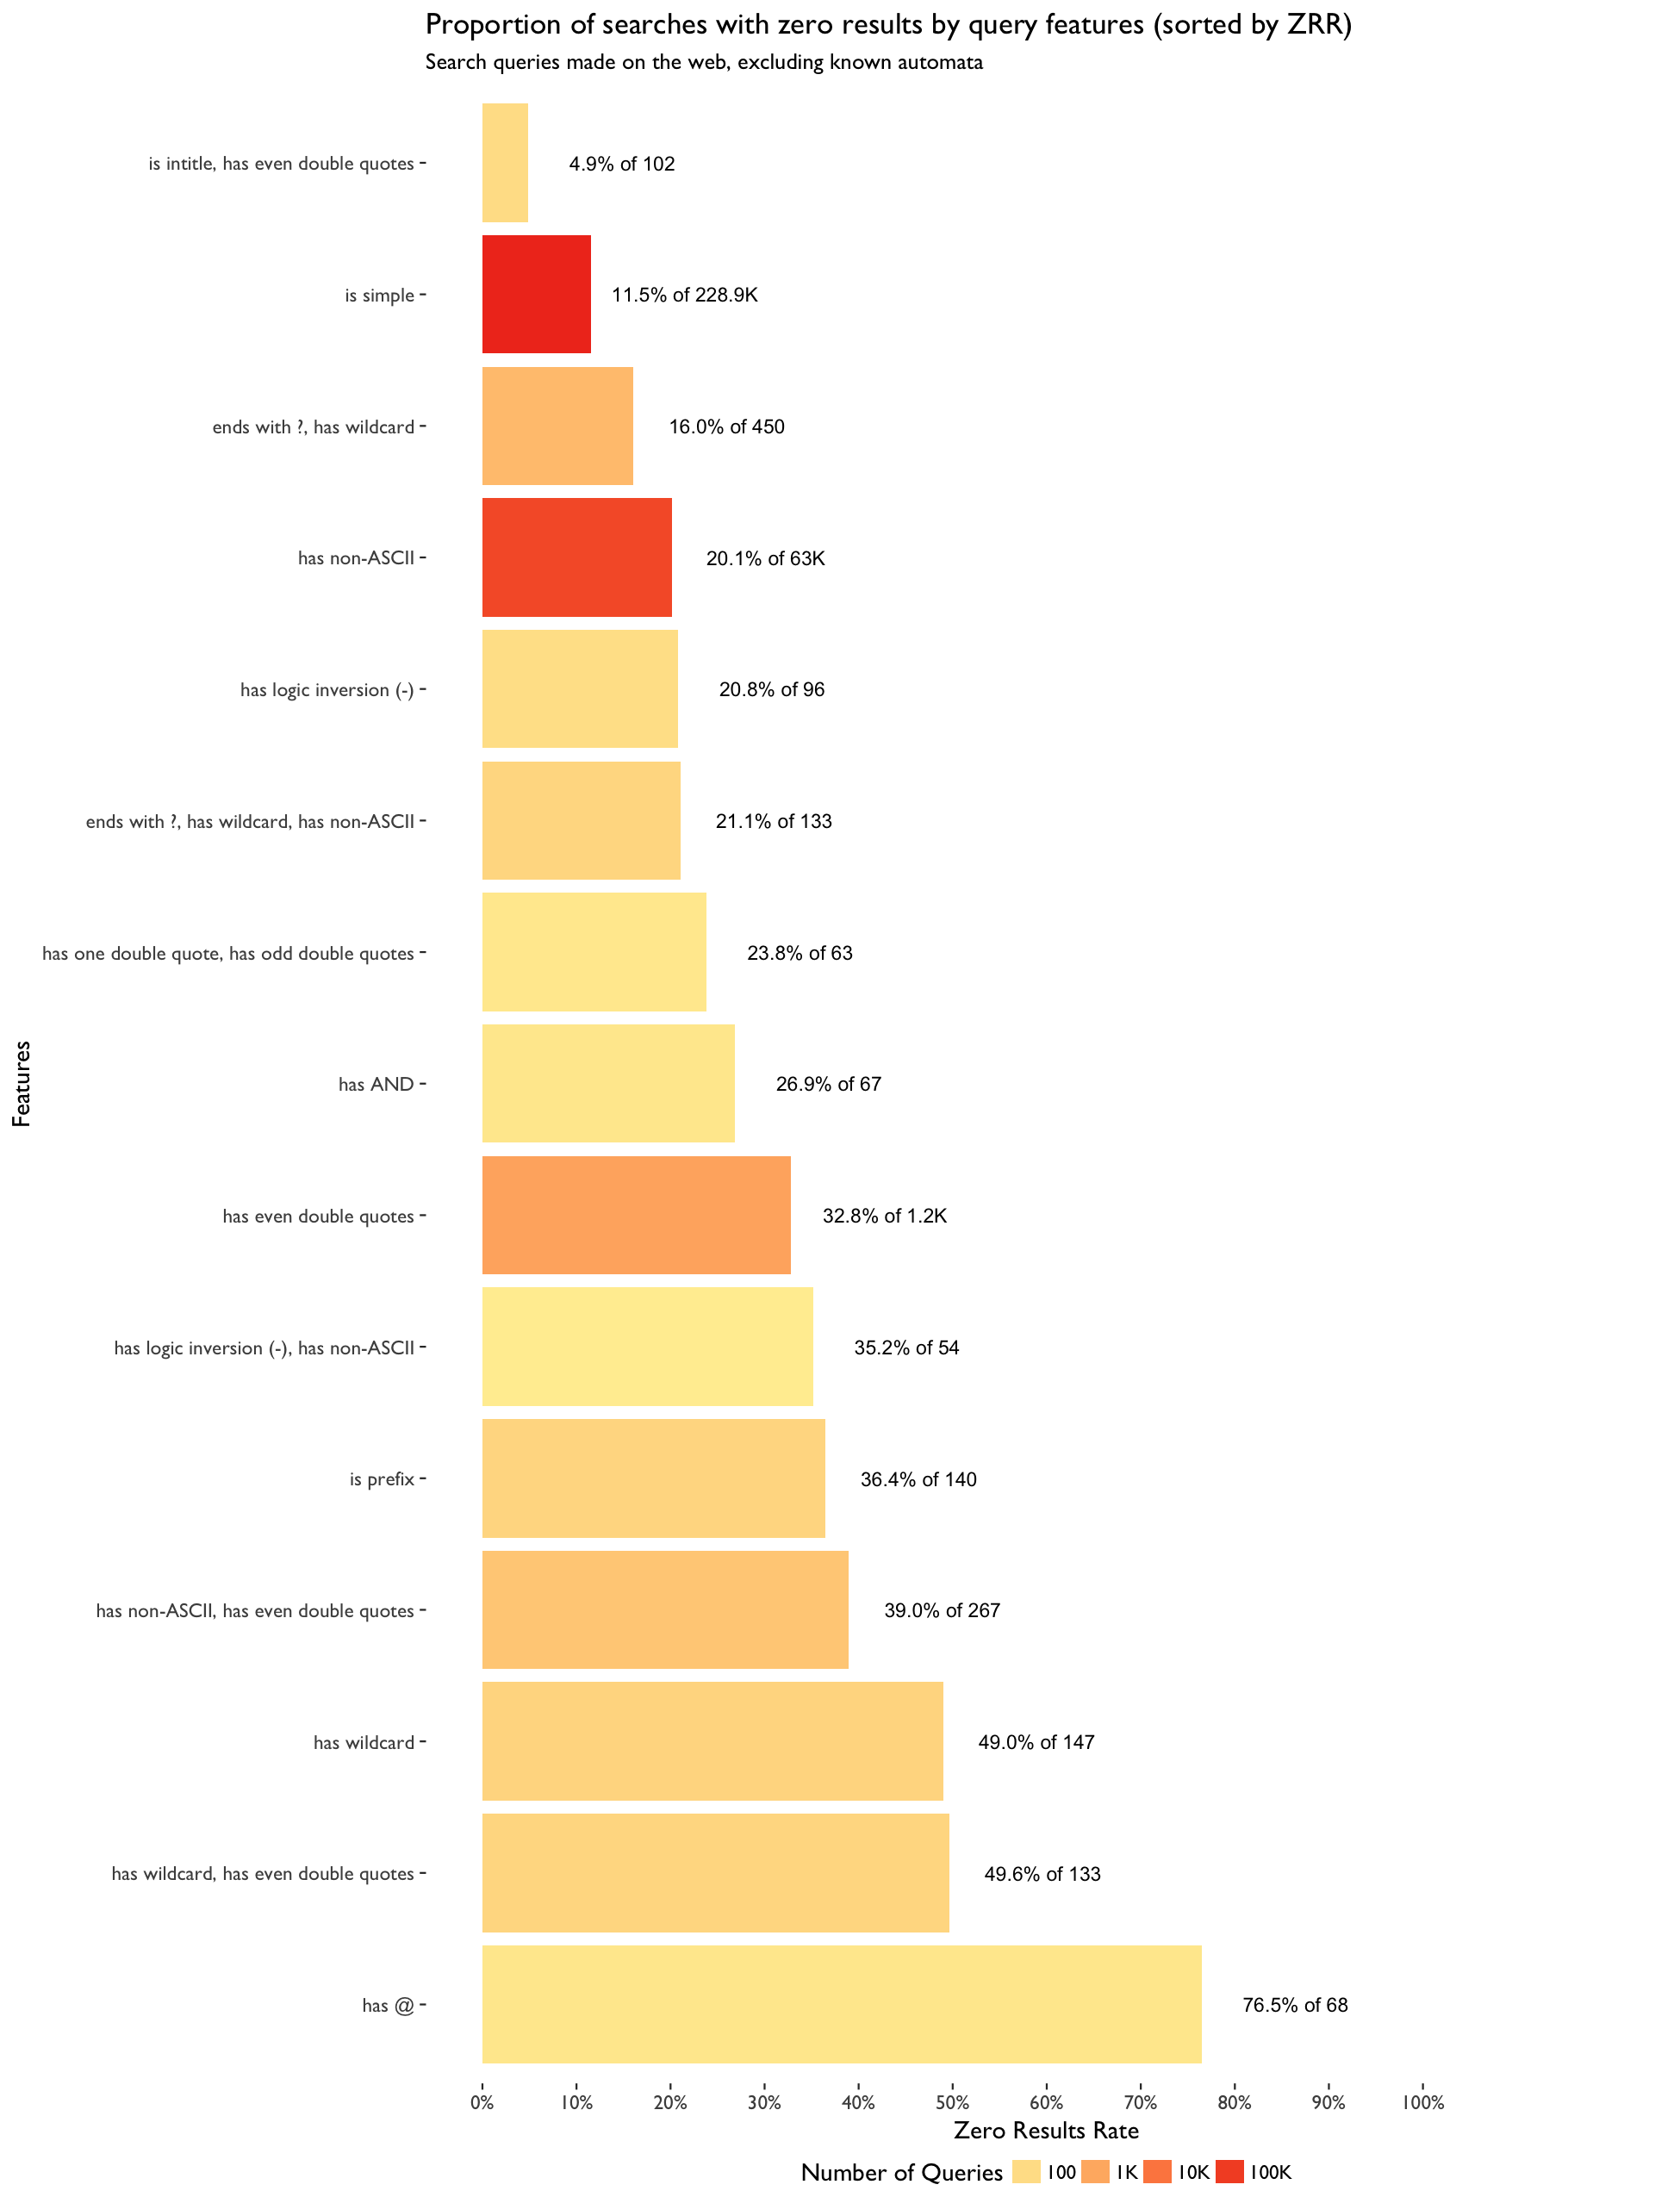 Proportion of searches with zero results by query features (sorted by ZRR)
Search queries made on the web, excluding known automata
is intitle, has even double quotes
4.9% of 102
is simple
11.5% of 228.9K
ends with ?, has wildcard
16.0% of 450
has non-ASCII
20.1% of 63K
has logic inversion (-)
20.8% of 96
ends with ?, has wildcard, has non-ASCII
21.1% of 133
has one double quote, has odd double quotes
23.8% of 63
has AND
26.9% of 67
Features
has even double quotes
32.8% of 1.2K
has logic inversion (-), has non-ASCII
35.2% of 54
is prefix
36.4% of 140
has non-ASCII, has even double quotes
39.0% of 267
has wildcard
49.0% of 147
has wildcard, has even double quotes
49.6% of 133
has @
76.5% of 68
0% 10% 20% 30% 40% 50% 60% 70% 80% 90% 100%
Zero Results Rate
Number of Queries 100 1K 10K 100K